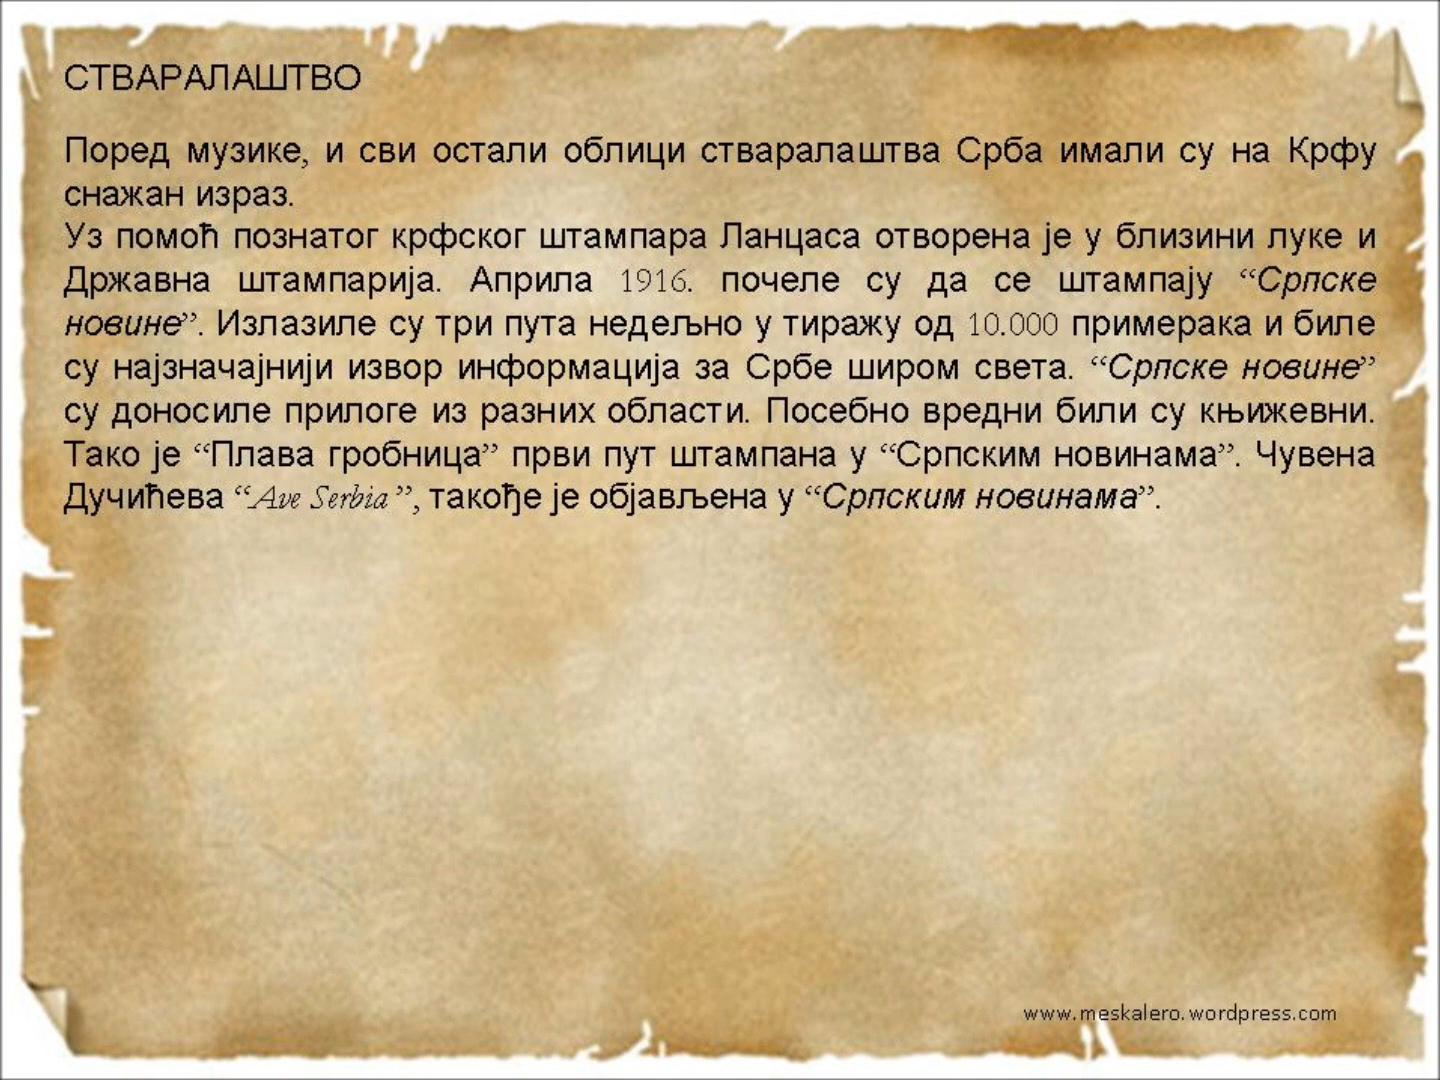 СТВАРАЛАШТВО
Поред музике, и сви остали облици стваралаштва Срба имали су на Крфу
снажан израз.
Уз помоћ познатог крфског штампара Ланцаса отворена је у близини луке и
Државна штампарија. Априла 1916. почеле су да се штампају “Српске
новине”. Излазиле су три пута недељно у тиражу од 10.000 примерака и биле
су најзначајнији извор информација за Србе широм света. “Српске новине”
су доносиле прилоге из разних области. Посебно вредни били су књижевни.
Тако је “Плава гробница” први пут штампана у “Српским новинама”. Чувена
Дучићева “Ave Serbia”, такође је објављена у “Српским новинама”.
www.meskalero.wordpress.com